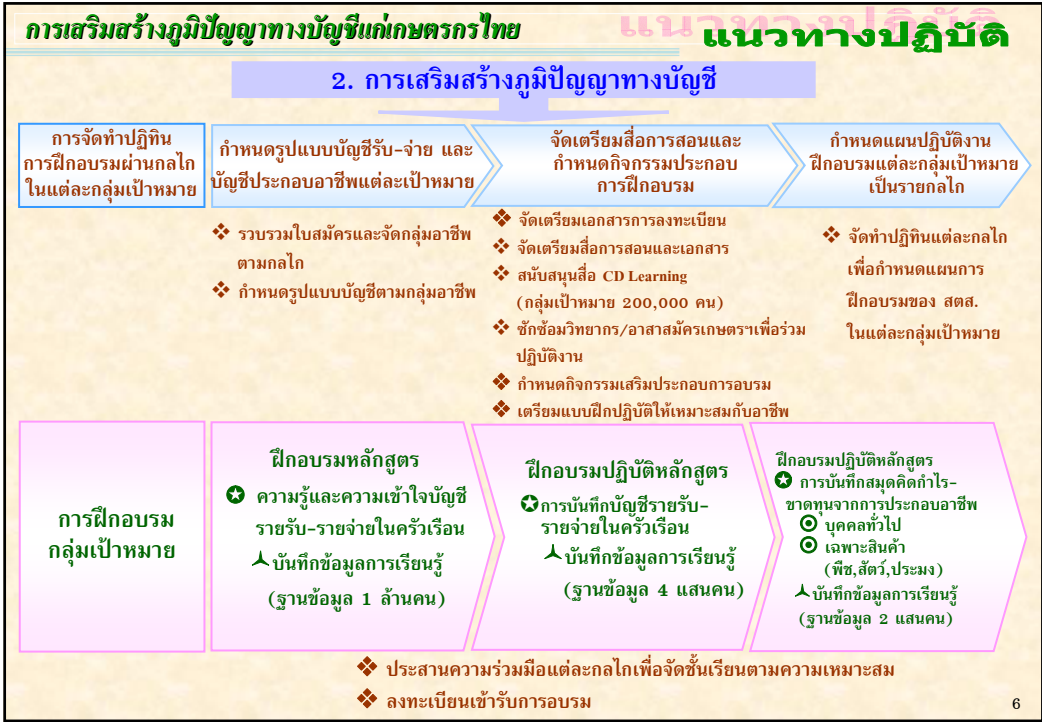 การเสริมสร้างภูมิปัญญาทางบัญชีแก่เกษตรกรไทย
แนวทางปฏิบัติ
2. การเสริมสร้างภูมิปัญญาทางบัญชี
การจัดทำปฏิทิน
การฝึกอบรมผ่านกลไก
ในแต่ละกลุ่มเป้าหมาย
กำหนดรูปแบบบัญชีรับ-จ่าย และ
บัญชีประกอบอาชีพแต่ละเป้าหมาย
จัดเตรียมสื่อการสอนและ
กำหนดกิจกรรมประกอบ
การฝึกอบรม
กำหนดแผนปฏิบัติงาน
ฝึกอบรมแต่ละกลุ่มเป้าหมาย
เป็นรายกลไก
❖ รวบรวมใบสมัครและจัดกลุ่มอาชีพ
ตามกลไก
❖ กำหนดรูปแบบบัญชีตามกลุ่มอาชีพ
❖ จัดเตรียมเอกสารการลงทะเบียน
❖ จัดเตรียมสื่อการสอนและเอกสาร
❖ สนับสนุนสื่อ CD Learning
(กลุ่มเป้าหมาย 200,000 คน)
❖ ซักซ้อมวิทยากร/อาสาสมัครเกษตรฯเพื่อร่วม
ปฏิบัติงาน
❖ กำหนดกิจกรรมเสริมประกอบการอบรม
❖ เตรียมแบบฝึกปฏิบัติให้เหมาะสมกับอาชีพ
❖ จัดทำปฏิทินแต่ละกลไก
เพื่อกำหนดแผนการ
ฝึกอบรมของ สตส.
ในแต่ละกลุ่มเป้าหมาย
การฝึกอบรม
กลุ่มเป้าหมาย
ฝึกอบรมหลักสูตร
✪ ความรู้และความเข้าใจบัญชี
รายรับ-รายจ่ายในครัวเรือน
บันทึกข้อมูลการเรียนรู้
(ฐานข้อมูล 1 ล้านคน)
ฝึกอบรมปฏิบัติหลักสูตร
✪การบันทึกบัญชีรายรับ-
รายจ่ายในครัวเรือน
บันทึกข้อมูลการเรียนรู้
(ฐานข้อมูล 4 แสนคน)
ฝึกอบรมปฏิบัติหลักสูตร
✪ การบันทึกสมุดคิดกำไร-
ขาดทุนจากการประกอบอาชีพ
◉ บุคคลทั่วไป
◉ เฉพาะสินค้า
(พืช,สัตว์,ประมง)
บันทึกข้อมูลการเรียนรู้
(ฐานข้อมูล 2 แสนคน)
❖ ประสานความร่วมมือแต่ละกลไกเพื่อจัดชั้นเรียนตามความเหมาะสม
❖ ลงทะเบียนเข้ารับการอบรม
6